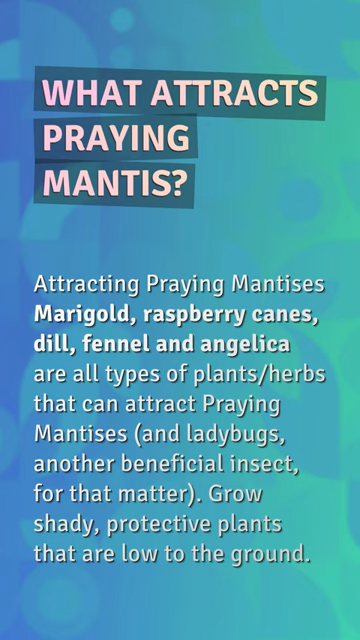 WHAT ATTRACTS
PRAYING
MANTIS?
Attracting Praying Mantises
Marigold, raspberry canes,
dill, fennel and angelica
are all types of plants/herbs
that can attract Praying
Mantises (and ladybugs,
another beneficial insect,
for that matter). Grow
shady, protective plants
that are low to the ground.